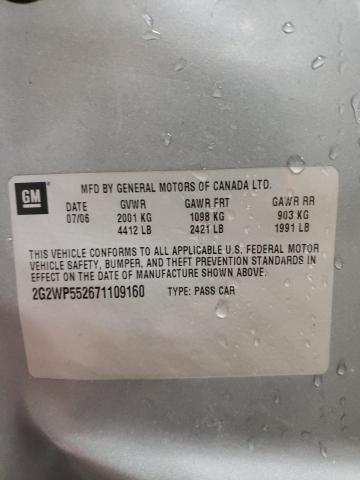 GM
MFD BY GENERAL MOTORS OF CANADA LTD.
DATE GVWR GAWR FRT GAWR RR
07/06 2001 KG 1098 KG 903 KG
4412 LB 2421 LB 1991 LB
THIS VEHICLE CONFORMS TO ALL APPLICABLE U.S. FEDERAL MOTOR
VEHICLE SAFETY, BUMPER, AND THEFT PREVENTION STANDARDS IN
EFFECT ON THE DATE OF MANUFACTURE SHOWN ABOVE.
2G2WP552671109160 TYPE: PASS CAR